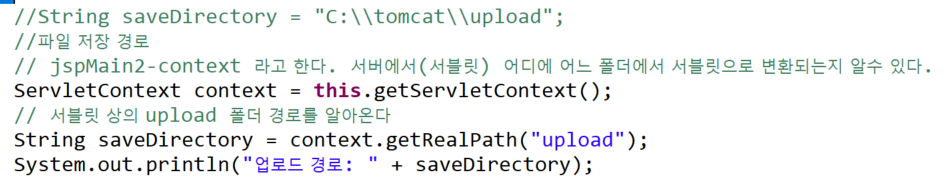 //String saveDirectory = "C:\\tomcat\\upload";
//파일 저장 경로
// jspMain2-context 라고 한다. 서버에서(서블릿) 어디에 어느 폴더에서 서블릿으로 변환되는지 알수 있다.
ServletContext context = this.getServletContext();
// 서블릿 상의 upload 폴더 경로를 알아온다
String saveDirectory = context.getRealPath("upload");
System.out.println("업로드 경로: " + saveDirectory);